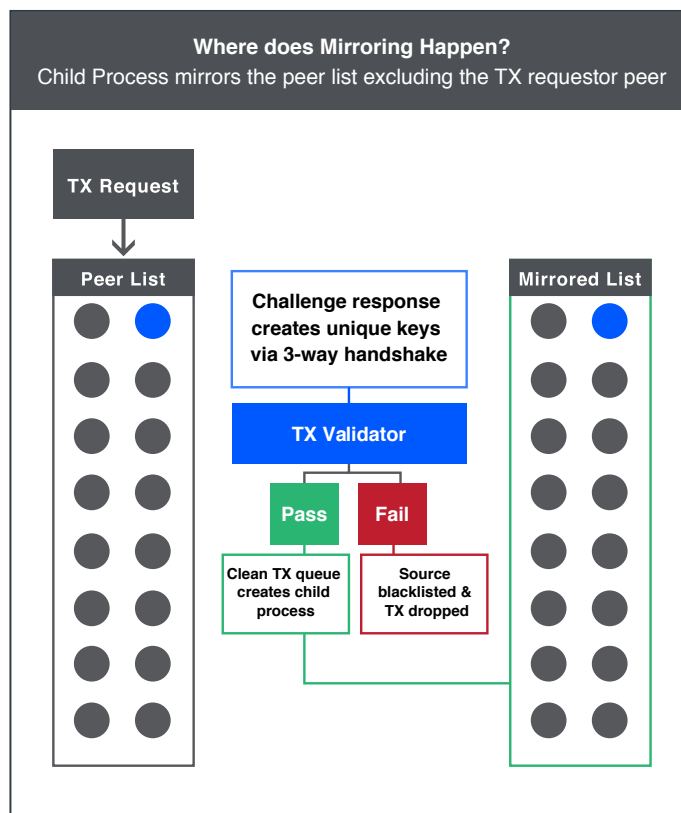 Where does Mirroring Happen?
Child Process mirrors the peer list excluding the TX requestor peer
TX Request
Peer List
Challenge response
creates unique keys
via 3-way handshake
TX Validator
Pass
Fail
Clean TX queue
creates child
process
Source
blacklisted &
TX dropped
Mirrored List